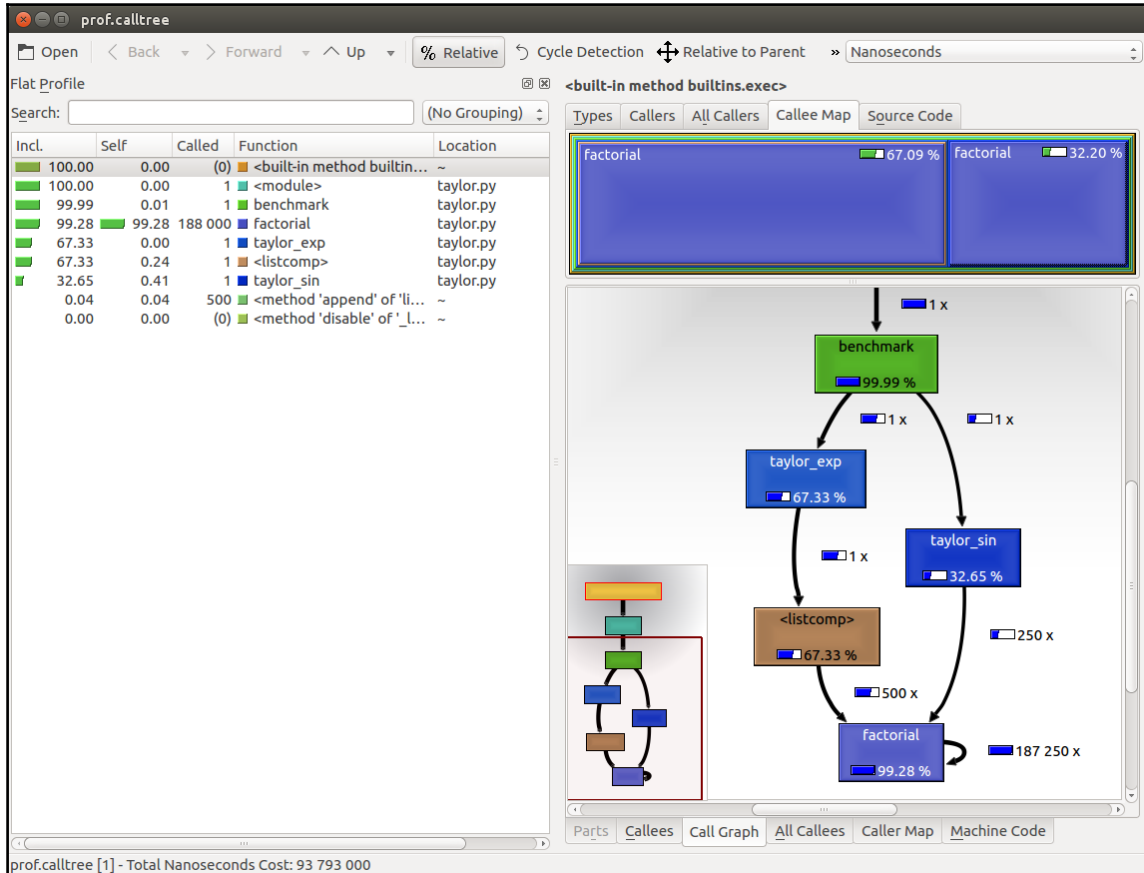 prof.calltree
Open Back Forward Up % Relative Cycle Detection Relative to Parent » Nanoseconds
Flat Profile
Search: (No Grouping)
Incl. Self Called Function Location
100.00 0.00 (0) <built-in method builtin... ~
100.00 0.00 1 <module> taylor.py
99.99 0.01 1 benchmark taylor.py
99.28 99.28 188 000 factorial taylor.py
67.33 0.00 1 taylor_exp taylor.py
67.33 0.24 1 <listcomp> taylor.py
32.65 0.41 1 taylor_sin taylor.py
0.04 0.04 500 <method 'append' of 'li... ~
0.00 0.00 (0) <method 'disable' of '_l... ~
<built-in method builtins.exec>
Types Callers All Callers Callee Map Source Code
factorial 67.09 % factorial 32.20 %
1 x
benchmark
99.99 %
1 x 1 x
taylor_exp
67.33 %
taylor_sin
32.65 %
1 x
<listcomp>
67.33 %
250 x
500 x
factorial
99.28 %
187 250 x
Parts Callees Call Graph All Callees Caller Map Machine Code
prof.calltree [1] - Total Nanoseconds Cost: 93 793 000